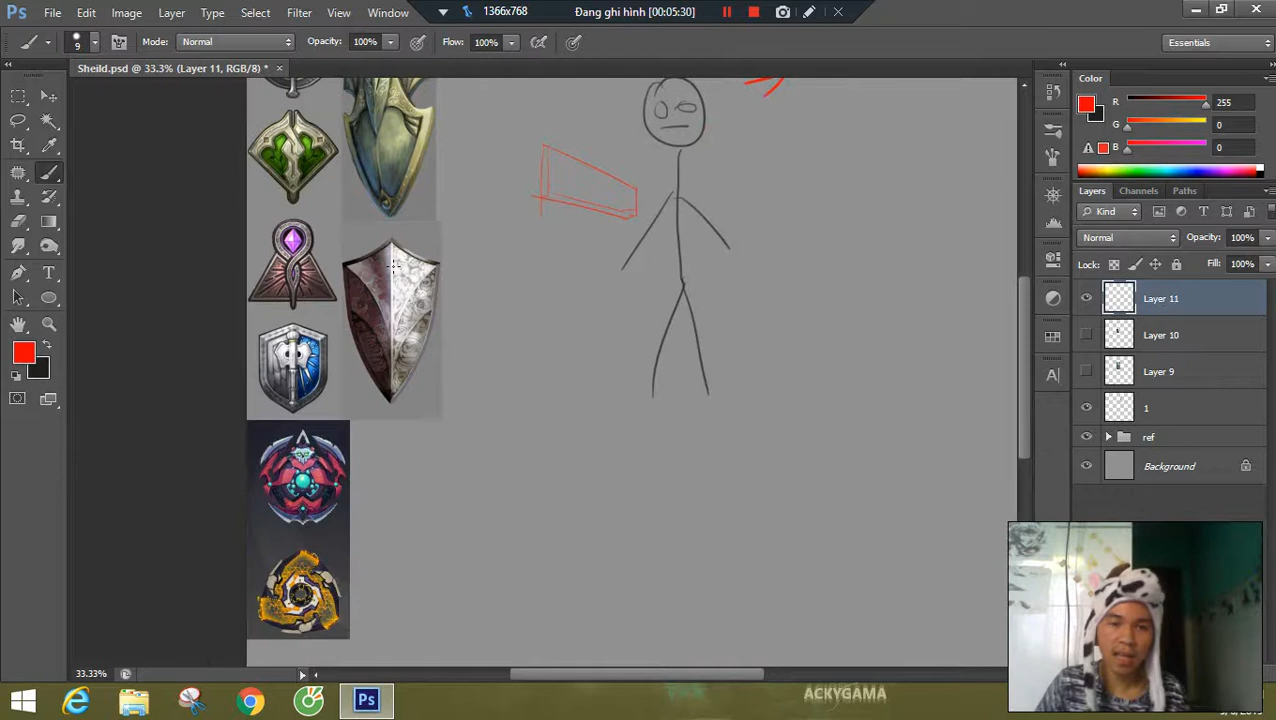 Ps File Edit Image Layer Type Select Filter View Window
1366x768 Đang ghi hình [00:05:30]
9 Mode: Normal Opacity: 100% Flow: 100% Essentials
Sheild.psd @ 33.3% (Layer 11, RGB/8) * ×
Color
R 255
G 0
B 0
Layers Channels Paths
Kind
Normal Opacity: 100%
Lock: Fill: 100%
Layer 11
Layer 10
Layer 9
1
ref
Background
33.33%
Ps
ACKYGAMA